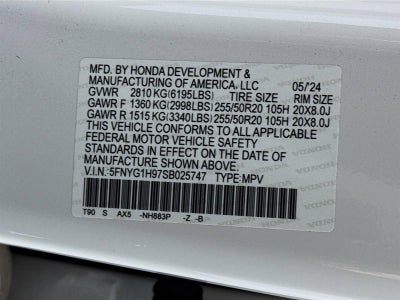 MFD. BY HONDA DEVELOPMENT &
MANUFACTURING OF AMERICA, LLC 05/24
GVWR 2810 KG(6195LBS) TIRE SIZE RIM SIZE
GAWR F 1360 KG(2998LBS) 255/50R20 105H 20X8.0J
GAWR R 1515 KG(3340LBS) 255/50R20 105H 20X8.0J
THIS VEHICLE CONFORMS TO ALL APPLICABLE
FEDERAL MOTOR VEHICLE SAFETY
STANDARDS IN EFFECT ON THE DATE OF
MANUFACTURE SHOWN ABOVE.
V.I.N.:5FNYG1H97SB025747 TYPE:MPV
T90 S AX5 -NH883P -Z -B